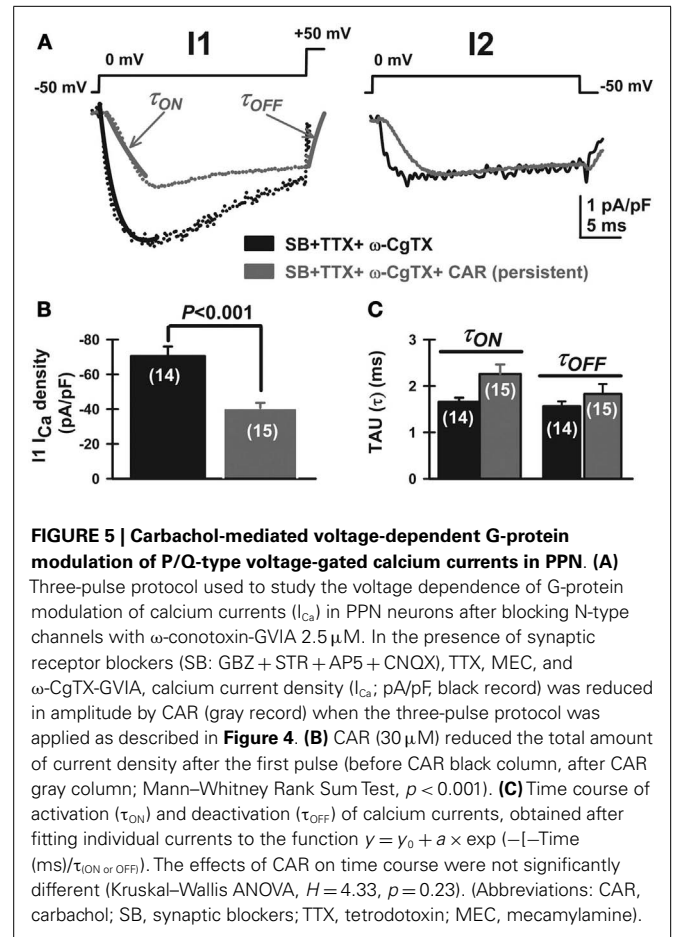 A
I1
I2
+50 mV
0 mV
-50 mV
0 mV
-50 mV
τON
τOFF
1 pA/pF
5 ms
SB+TTX+ ω-CgTX
SB+TTX+ ω-CgTX+ CAR (persistent)
B
P<0.001
I1 ICa density
(pA/pF)
-80
-60
-40
-20
0
(14)
(15)
C
τON
τOFF
TAU (τ) (ms)
3
2
1
0
(14)
(15)
(14)
(15)
FIGURE 5 | Carbachol-mediated voltage-dependent G-protein
modulation of P/Q-type voltage-gated calcium currents in PPN. (A)
Three-pulse protocol used to study the voltage dependence of G-protein
modulation of calcium currents (ICa) in PPN neurons after blocking N-type
channels with ω-conotoxin-GVIA 2.5 μM. In the presence of synaptic
receptor blockers (SB: GBZ + STR + AP5 + CNQX), TTX, MEC, and
ω-CgTX-GVIA, calcium current density (ICa; pA/pF, black record) was reduced
in amplitude by CAR (gray record) when the three-pulse protocol was
applied as described in Figure 4. (B) CAR (30 μM) reduced the total amount
of current density after the first pulse (before CAR black column, after CAR
gray column; Mann–Whitney Rank Sum Test, p < 0.001). (C) Time course of
activation (τON) and deactivation (τOFF) of calcium currents, obtained after
fitting individual currents to the function y = y0 + a × exp (–[–Time
(ms)/τ(ON or OFF)). The effects of CAR on time course were not significantly
different (Kruskal–Wallis ANOVA, H = 4.33, p = 0.23). (Abbreviations: CAR,
carbachol; SB, synaptic blockers; TTX, tetrodotoxin; MEC, mecamylamine).